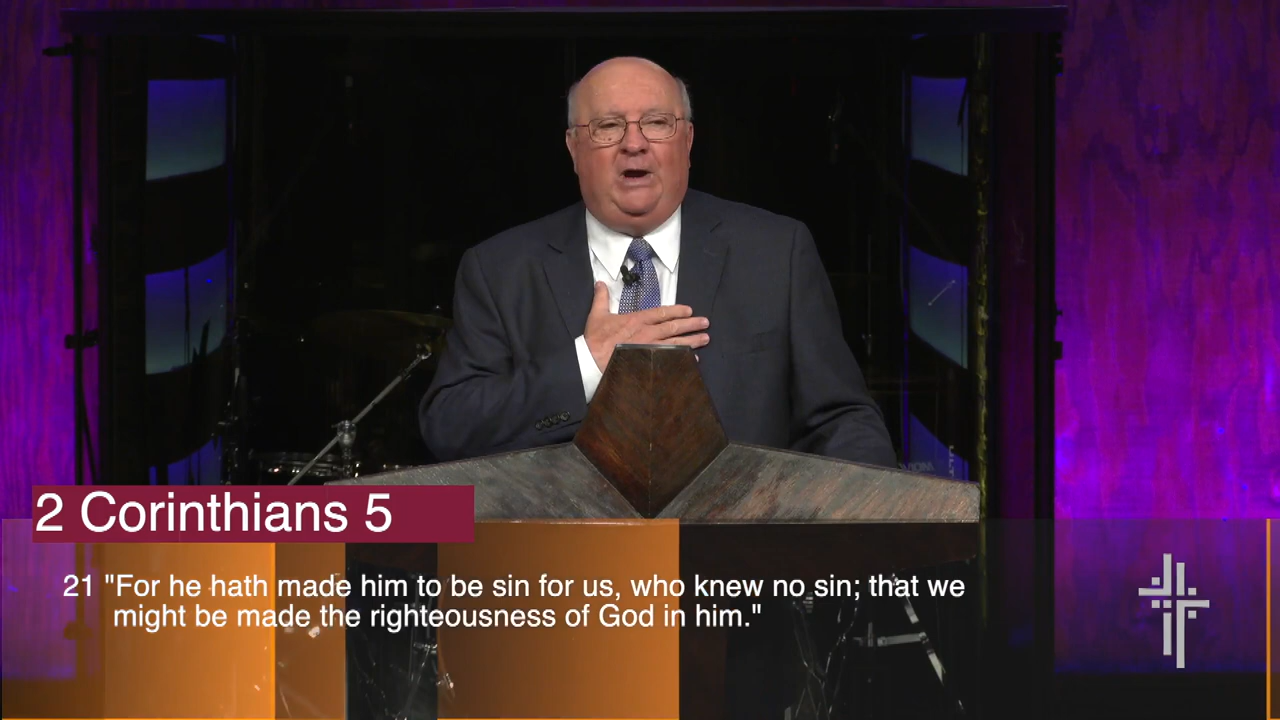 2 Corinthians 5
21 "For he hath made him to be sin for us, who knew no sin; that we
might be made the righteousness of God in him."